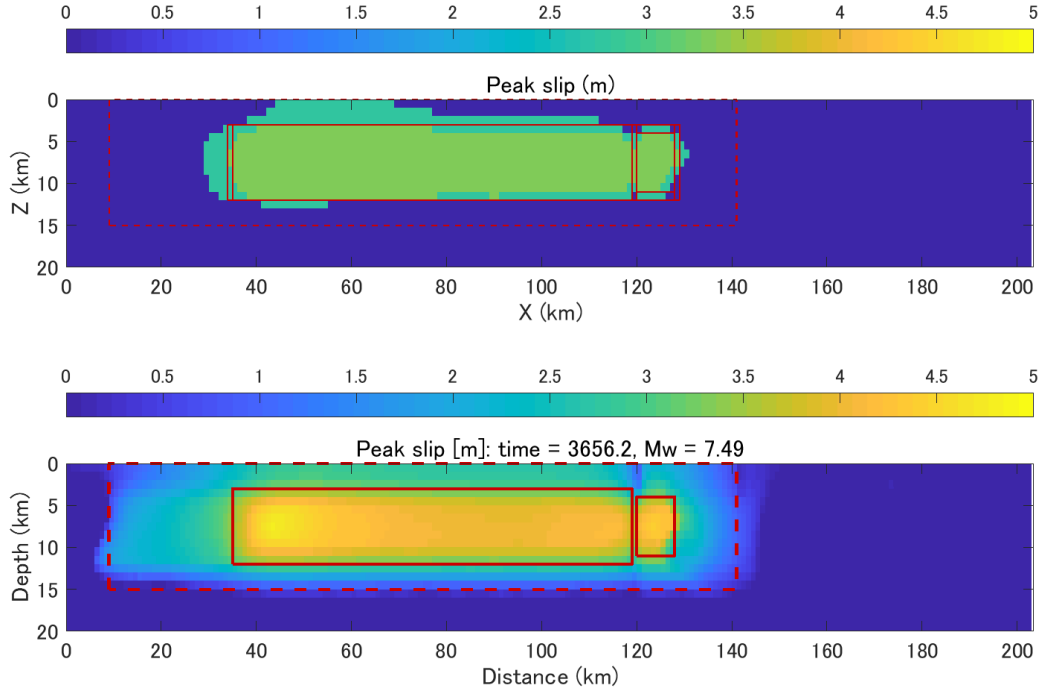 0 0.5 1 1.5 2 2.5 3 3.5 4 4.5 5
Peak slip (m)
0
5
10
15
20
Z (km)
0 20 40 60 80 100 120 140 160 180 200
X (km)
0 0.5 1 1.5 2 2.5 3 3.5 4 4.5 5
Peak slip [m]: time = 3656.2, Mw = 7.49
0
5
10
15
20
Depth (km)
0 20 40 60 80 100 120 140 160 180 200
Distance (km)